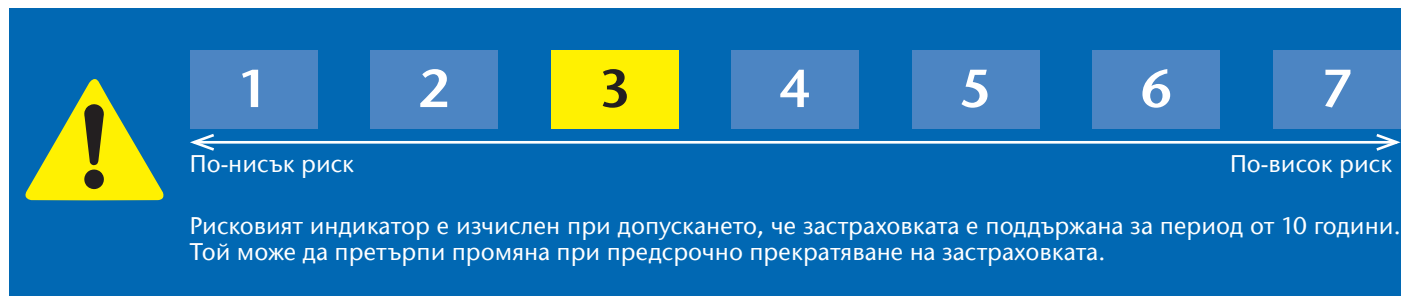 1 2 3 4 5 6 7
По-нисък риск По-висок риск
Рисковият индикатор е изчислен при допускането, че застраховката е поддържана за период от 10 години.
Той може да претърпи промяна при предсрочно прекратяване на застраховката.